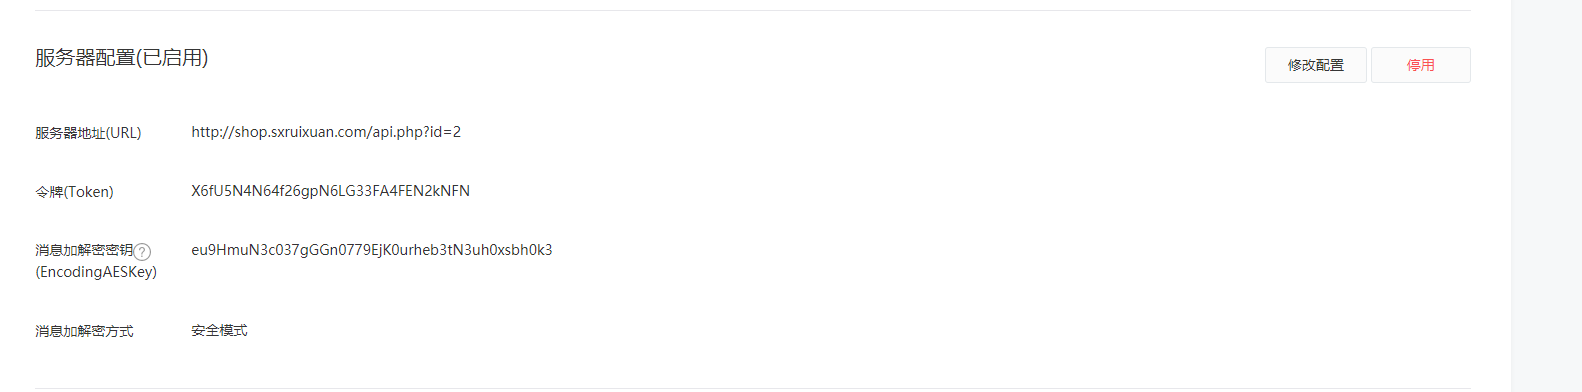 服务器配置(已启用)
修改配置
停用
服务器地址(URL) http://shop.sxruixuan.com/api.php?id=2
令牌(Token) X6fU5N4N64f26gpN6LG33FA4FEN2kNFN
消息加解密密钥? eu9HmuN3c037gGGn0779EjK0urheb3tN3uh0xsbh0k3
(EncodingAESKey)
消息加解密方式 安全模式